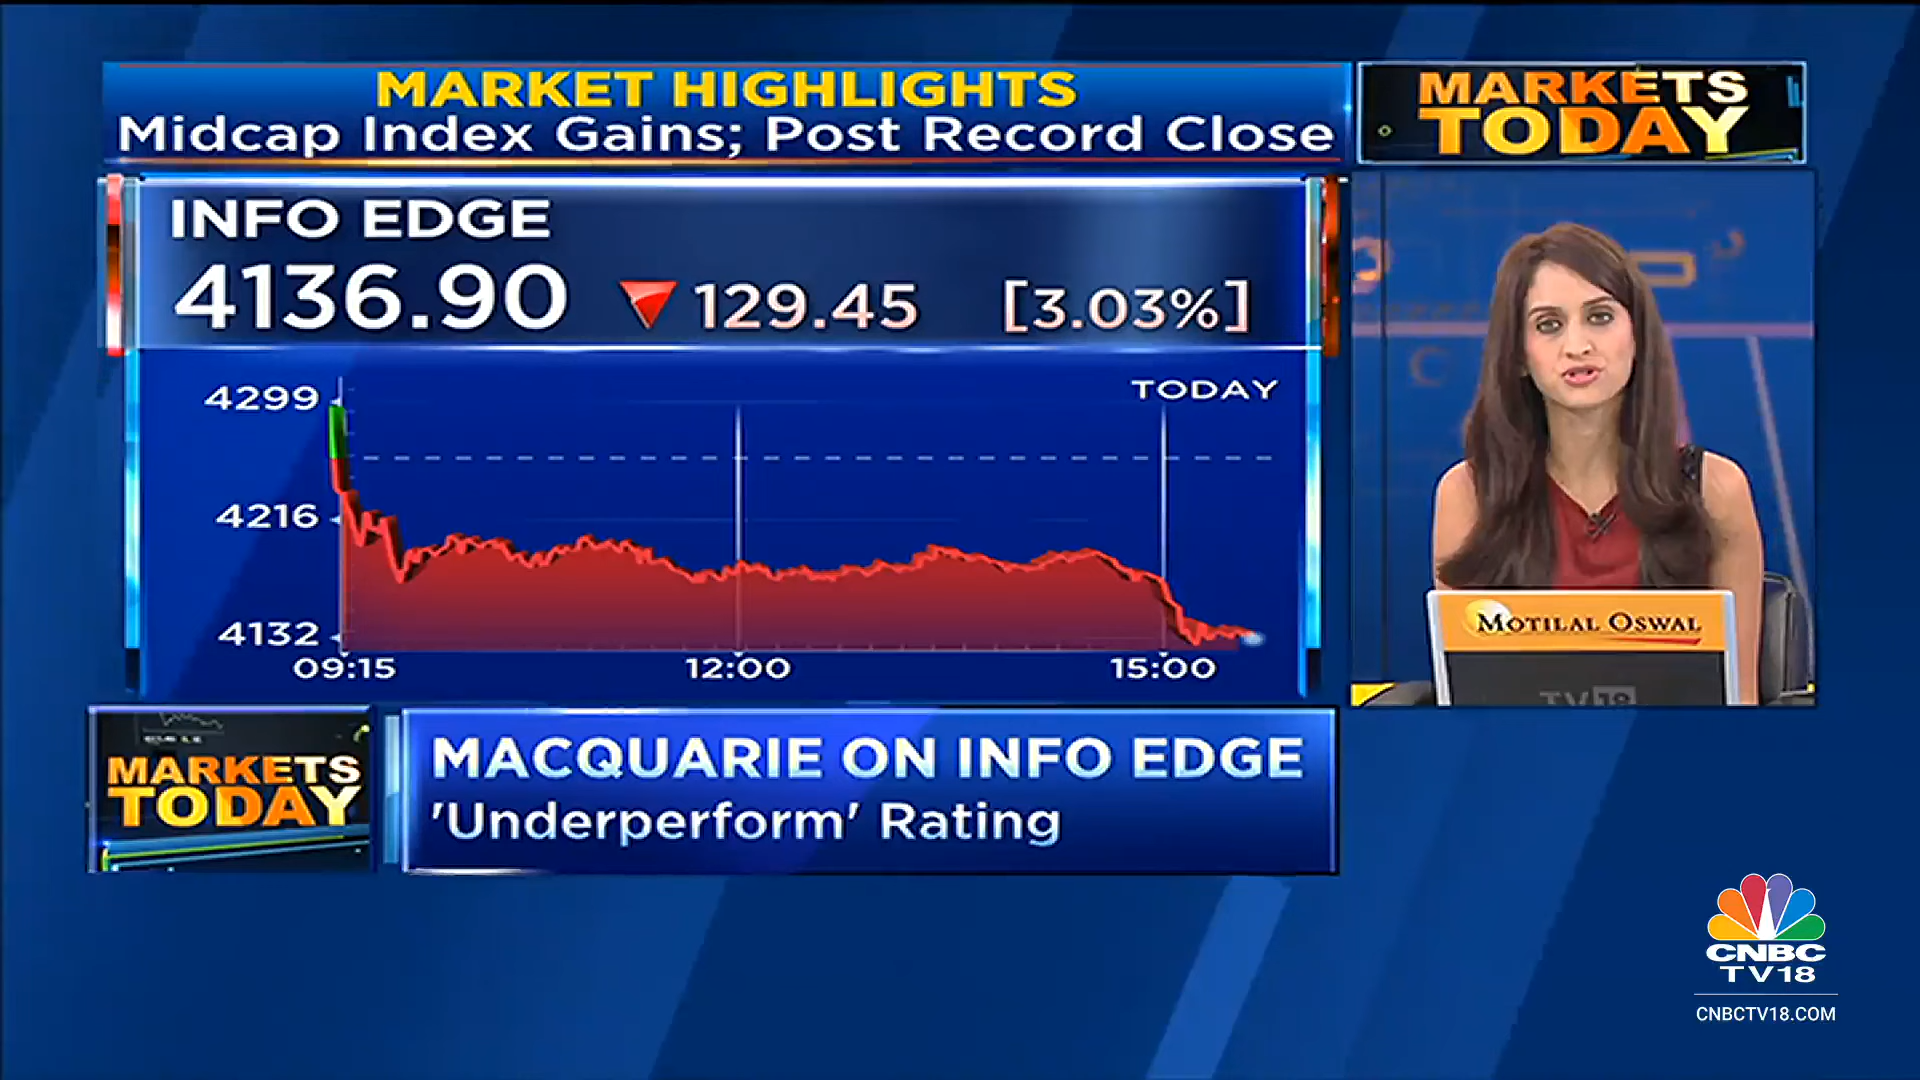 MARKET HIGHLIGHTS
Midcap Index Gains; Post Record Close
MARKETS
TODAY
INFO EDGE
4136.90 ▼ 129.45 [3.03%]
TODAY
4299
4216
4132
09:15 12:00 15:00
MOTILAL OSWAL
TV18
MARKETS
TODAY
MACQUARIE ON INFO EDGE
'Underperform' Rating
CNBC
TV18
CNBCTV18.COM